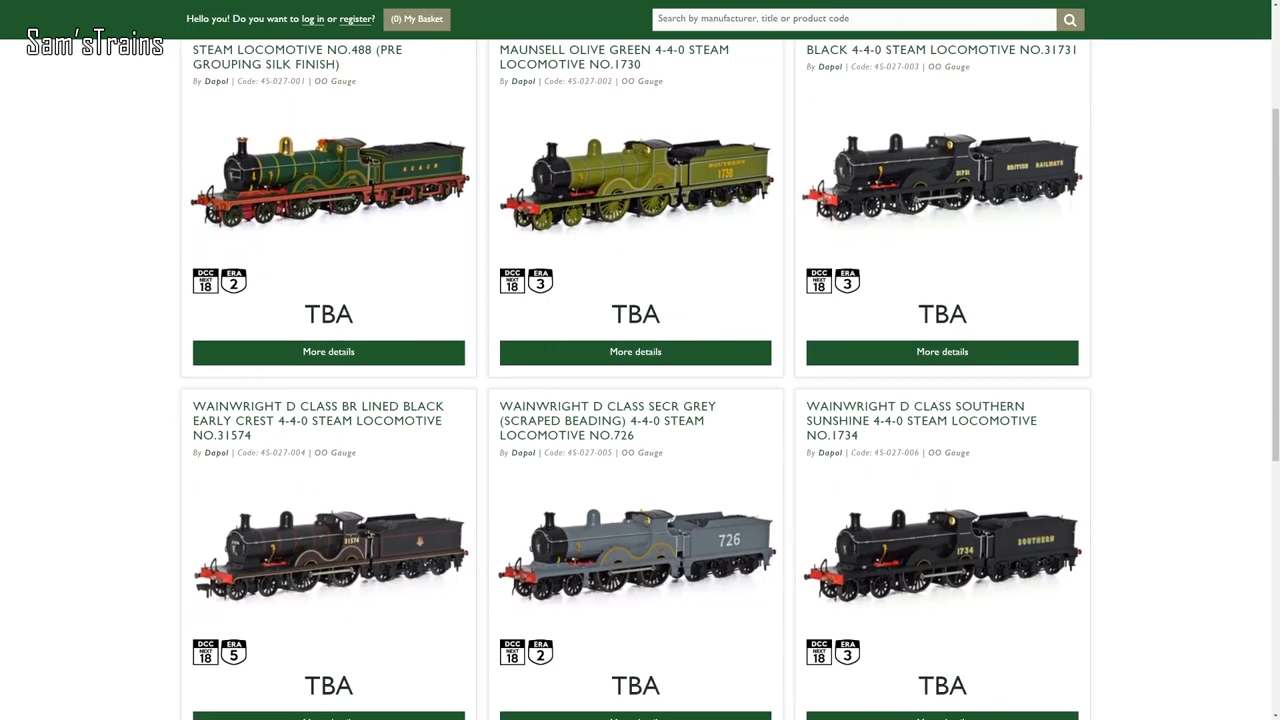 Hello you! Do you want to log in or register?
(0) My Basket
Search by manufacturer, title or product code
Sam'sTrains
STEAM LOCOMOTIVE NO.488 (PRE
GROUPING SILK FINISH)
By Dapol | Code: 4S-027-001 | OO Gauge
MAUNSELL OLIVE GREEN 4-4-0 STEAM
LOCOMOTIVE NO.1730
By Dapol | Code: 4S-027-002 | OO Gauge
BLACK 4-4-0 STEAM LOCOMOTIVE NO.31731
By Dapol | Code: 4S-027-003 | OO Gauge
S E & C R
SOUTHERN
1730
31731
BRITISH RAILWAYS
DCC
NEXT
18
ERA
2
DCC
NEXT
18
ERA
3
DCC
NEXT
18
ERA
3
TBA
TBA
TBA
More details
More details
More details
WAINWRIGHT D CLASS BR LINED BLACK
EARLY CREST 4-4-0 STEAM LOCOMOTIVE
NO.31574
By Dapol | Code: 4S-027-004 | OO Gauge
WAINWRIGHT D CLASS SECR GREY
(SCRAPED BEADING) 4-4-0 STEAM
LOCOMOTIVE NO.726
By Dapol | Code: 4S-027-005 | OO Gauge
WAINWRIGHT D CLASS SOUTHERN
SUNSHINE 4-4-0 STEAM LOCOMOTIVE
NO.1734
By Dapol | Code: 4S-027-006 | OO Gauge
31574
726
1734
SOUTHERN
DCC
NEXT
18
ERA
5
DCC
NEXT
18
ERA
2
DCC
NEXT
18
ERA
3
TBA
TBA
TBA